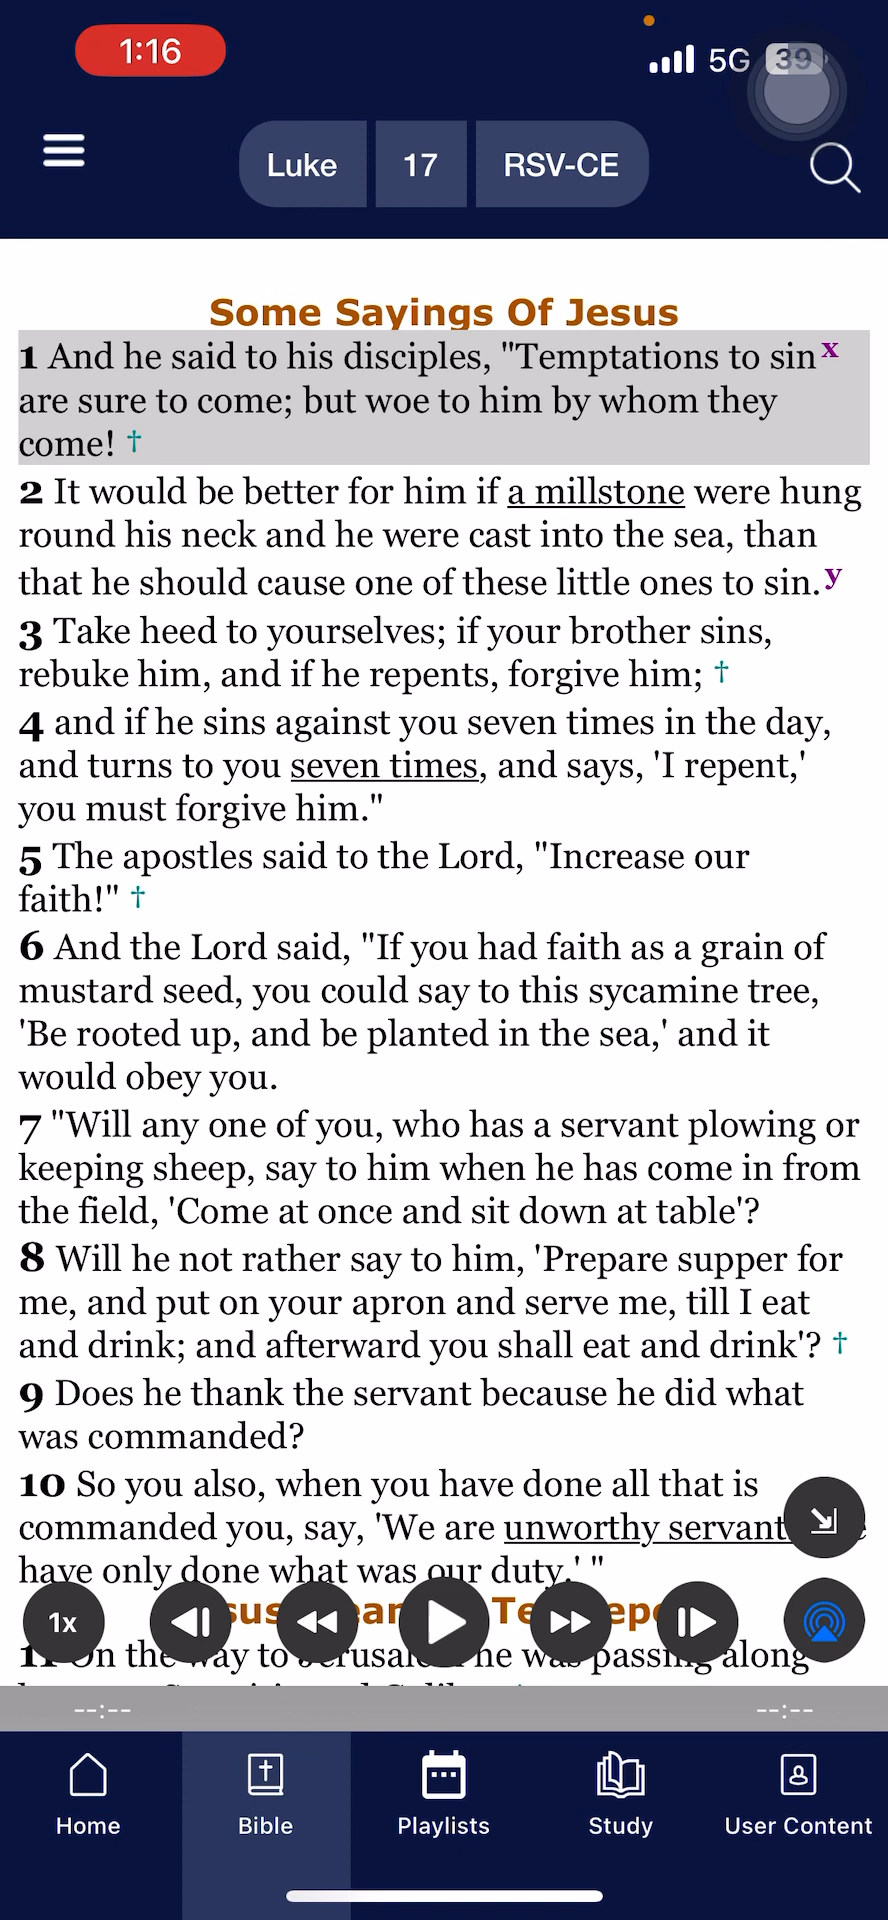 1:16
5G 39
Luke 17 RSV-CE
Some Sayings Of Jesus
1 And he said to his disciples, "Temptations to sin x
are sure to come; but woe to him by whom they
come! †
2 It would be better for him if a millstone were hung
round his neck and he were cast into the sea, than
that he should cause one of these little ones to sin. y
3 Take heed to yourselves; if your brother sins,
rebuke him, and if he repents, forgive him; †
4 and if he sins against you seven times in the day,
and turns to you seven times, and says, 'I repent,'
you must forgive him."
5 The apostles said to the Lord, "Increase our
faith!" †
6 And the Lord said, "If you had faith as a grain of
mustard seed, you could say to this sycamine tree,
'Be rooted up, and be planted in the sea,' and it
would obey you.
7 "Will any one of you, who has a servant plowing or
keeping sheep, say to him when he has come in from
the field, 'Come at once and sit down at table'?
8 Will he not rather say to him, 'Prepare supper for
me, and put on your apron and serve me, till I eat
and drink; and afterward you shall eat and drink'? †
9 Does he thank the servant because he did what
was commanded?
10 So you also, when you have done all that is
commanded you, say, 'We are unworthy servant
have only done what was our duty.' "
1x
11 On the way to Jerusalem he was passing along
--:-- --:--
Home Bible Playlists Study User Content